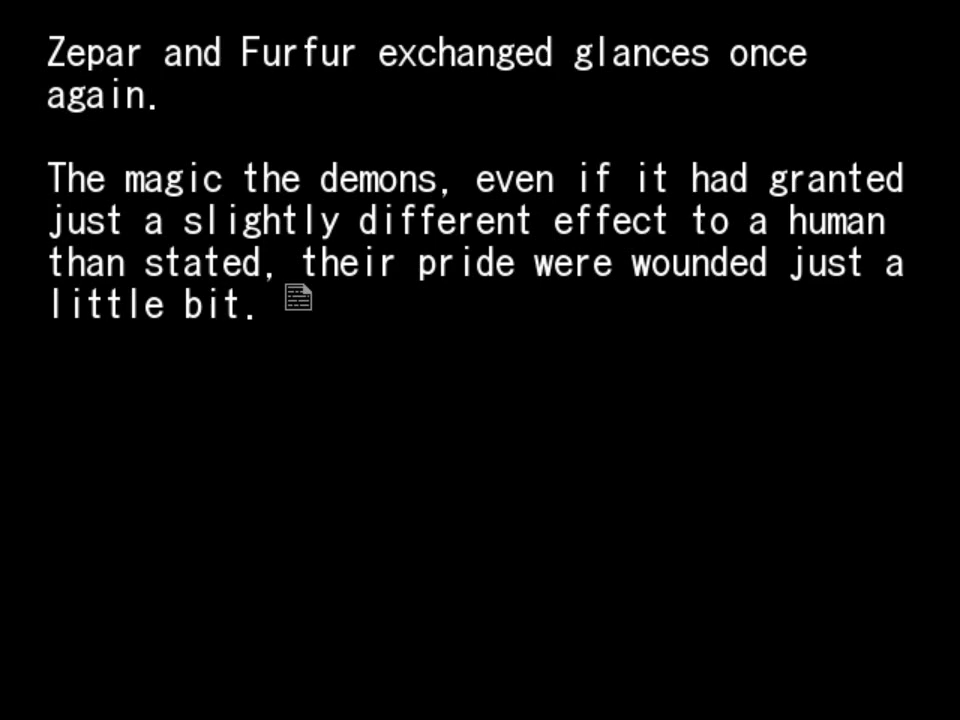 Zepar and Furfur exchanged glances once
again.
The magic the demons, even if it had granted
just a slightly different effect to a human
than stated, their pride were wounded just a
little bit.